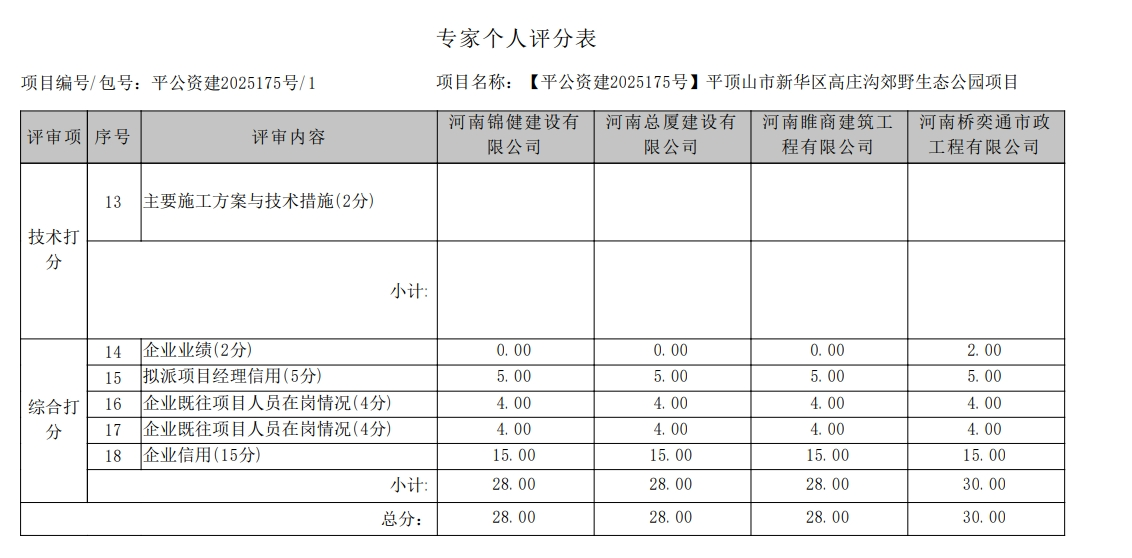 专家个人评分表
项目编号/包号：平公资建2025175号/1 项目名称：【平公资建2025175号】平顶山市新华区高庄沟郊野生态公园项目
评审项 序号 评审内容 河南锦健建设有限公司 河南总厦建设有限公司 河南睢商建筑工程有限公司 河南桥奕通市政工程有限公司
技术打分
13 主要施工方案与技术措施(2分)
小计:
综合打分
14 企业业绩(2分) 0.00 0.00 0.00 2.00
15 拟派项目经理信用(5分) 5.00 5.00 5.00 5.00
16 企业既往项目人员在岗情况(4分) 4.00 4.00 4.00 4.00
17 企业既往项目人员在岗情况(4分) 4.00 4.00 4.00 4.00
18 企业信用(15分) 15.00 15.00 15.00 15.00
小计: 28.00 28.00 28.00 30.00
总分： 28.00 28.00 28.00 30.00